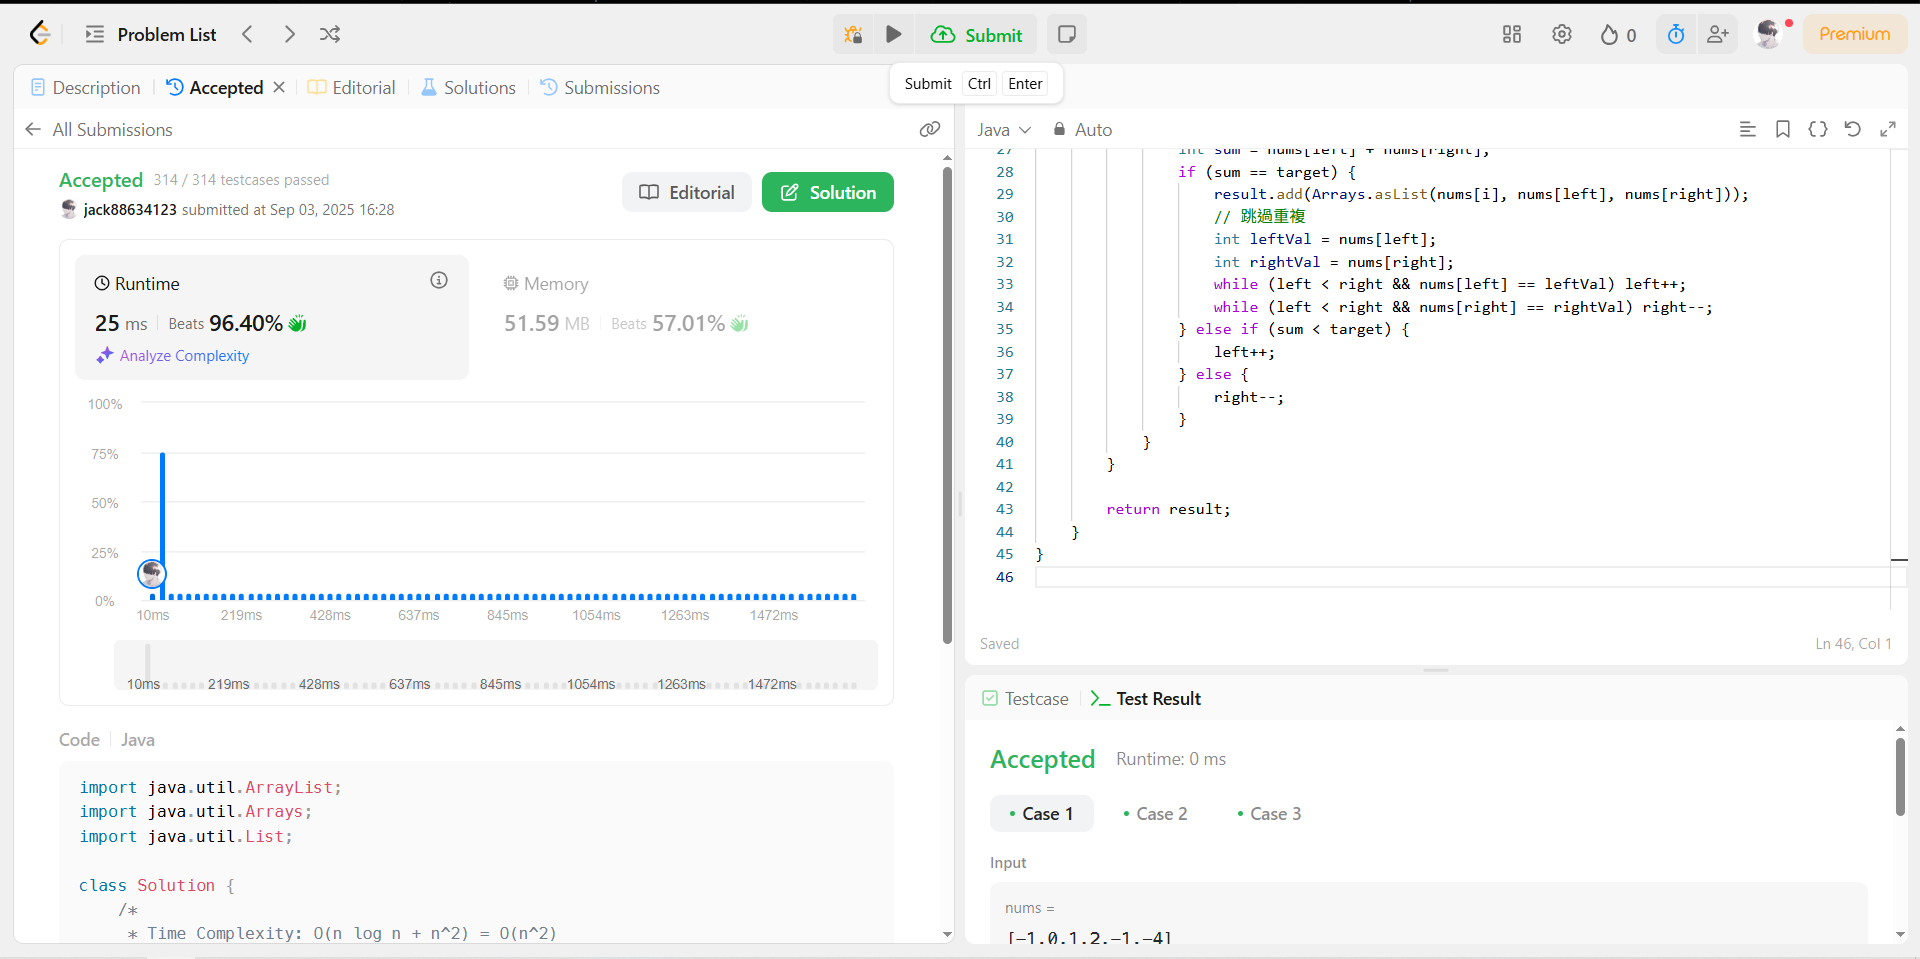 Problem List
Submit
0
Premium
Submit Ctrl Enter
Description
Accepted
Editorial
Solutions
Submissions
All Submissions
Accepted 314 / 314 testcases passed
jack88634123 submitted at Sep 03, 2025 16:28
Editorial
Solution
Runtime
25 ms Beats 96.40%
Analyze Complexity
Memory
51.59 MB Beats 57.01%
100%
75%
50%
25%
0%
10ms 219ms 428ms 637ms 845ms 1054ms 1263ms 1472ms
10ms 219ms 428ms 637ms 845ms 1054ms 1263ms 1472ms
Code Java
import java.util.ArrayList;
import java.util.Arrays;
import java.util.List;
class Solution {
/*
* Time Complexity: O(n log n + n^2) = O(n^2)
Java Auto
27 int sum = nums[left] + nums[right];
28 if (sum == target) {
29 result.add(Arrays.asList(nums[i], nums[left], nums[right]));
30 // 跳過重複
31 int leftVal = nums[left];
32 int rightVal = nums[right];
33 while (left < right && nums[left] == leftVal) left++;
34 while (left < right && nums[right] == rightVal) right--;
35 } else if (sum < target) {
36 left++;
37 } else {
38 right--;
39 }
40 }
41 }
42
43 return result;
44 }
45 }
46
Saved
Ln 46, Col 1
Testcase
Test Result
Accepted Runtime: 0 ms
Case 1 Case 2 Case 3
Input
nums =
[-1,0,1,2,-1,-4]